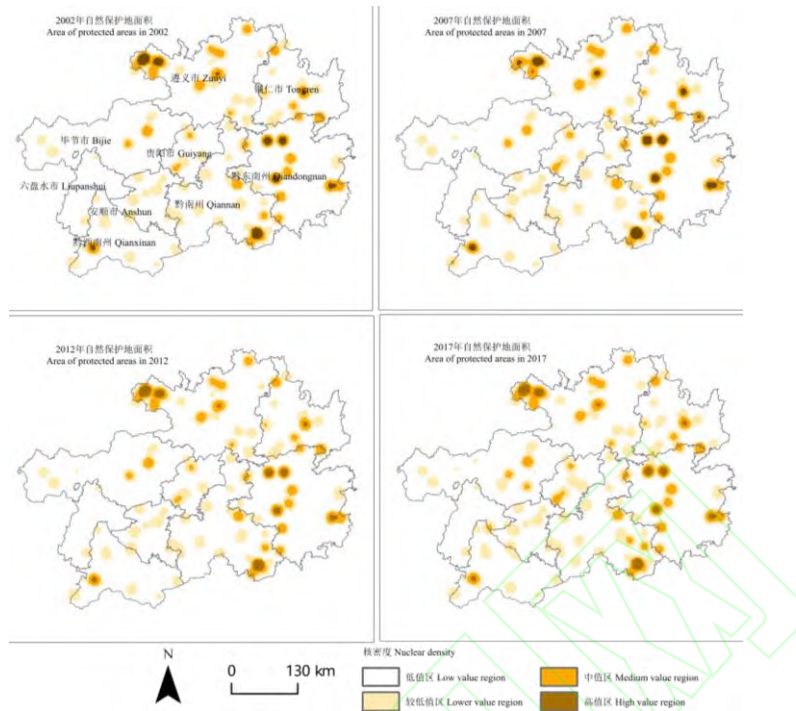 2002年自然保护地面积
Area of protected areas in 2002
遵义市 Zunyi
铜仁市 Tongren
毕节市 Bijie
贵阳市 Guiyang
六盘水市 Liupanshui
黔东南州 Qiandongnan
安顺市 Anshun
黔南州 Qiannan
黔西南州 Qianxinan
2007年自然保护地面积
Area of protected areas in 2007
2012年自然保护地面积
Area of protected areas in 2012
2017年自然保护地面积
Area of protected areas in 2017
N
0 130 km
核密度 Nuclear density
低值区 Low value region
中值区 Medium value region
较低值区 Lower value region
高值区 High value region